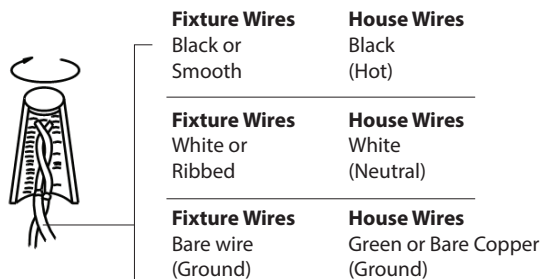 Fixture Wires House Wires
Black or Black
Smooth (Hot)
Fixture Wires House Wires
White or White
Ribbed (Neutral)
Fixture Wires House Wires
Bare wire Green or Bare Copper
(Ground) (Ground)